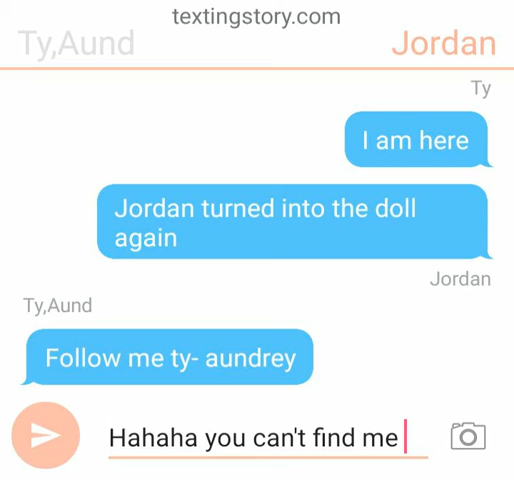 textingstory.com
Ty,Aund
Jordan
Ty
I am here
Jordan turned into the doll
again
Jordan
Ty,Aund
Follow me ty- aundrey
Hahaha you can't find me